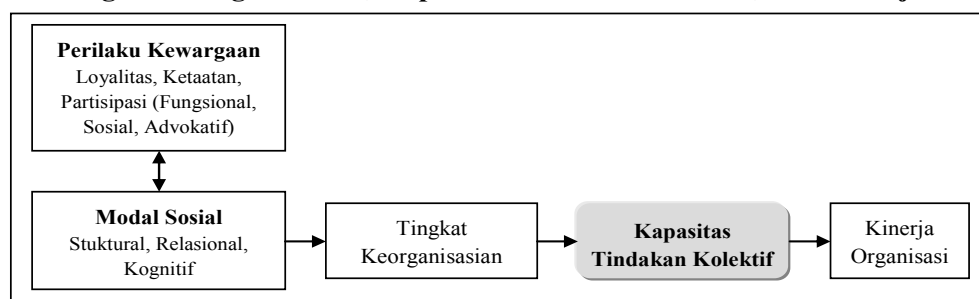 Perilaku Kewargaan
Loyalitas, Ketaatan,
Partisipasi (Fungsional,
Sosial, Advokatif)
Modal Sosial
Stuktural, Relasional,
Kognitif
Tingkat
Keorganisasian
Kapasitas
Tindakan Kolektif
Kinerja
Organisasi